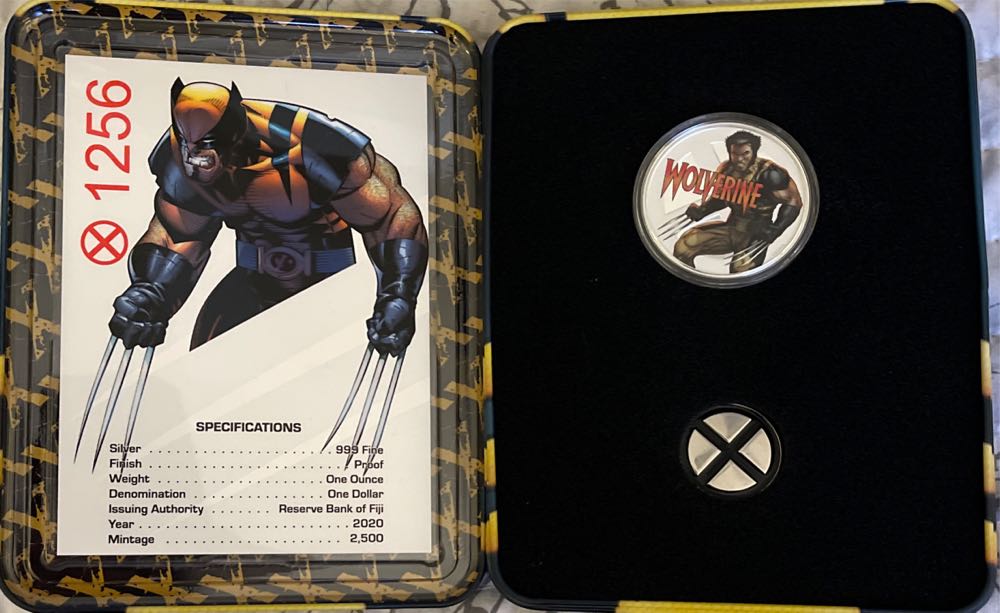 1256
WOLVERINE
SPECIFICATIONS
Silver . . . . . . . . . . . . . . . . . . . . . . . . 999 Fine
Finish . . . . . . . . . . . . . . . . . . . . . . . . . . Proof
Weight . . . . . . . . . . . . . . . . . . . . . One Ounce
Denomination . . . . . . . . . . . . . . . . One Dollar
Issuing Authority . . . . . . . Reserve Bank of Fiji
Year . . . . . . . . . . . . . . . . . . . . . . . . . . . 2020
Mintage . . . . . . . . . . . . . . . . . . . . . . . . 2,500